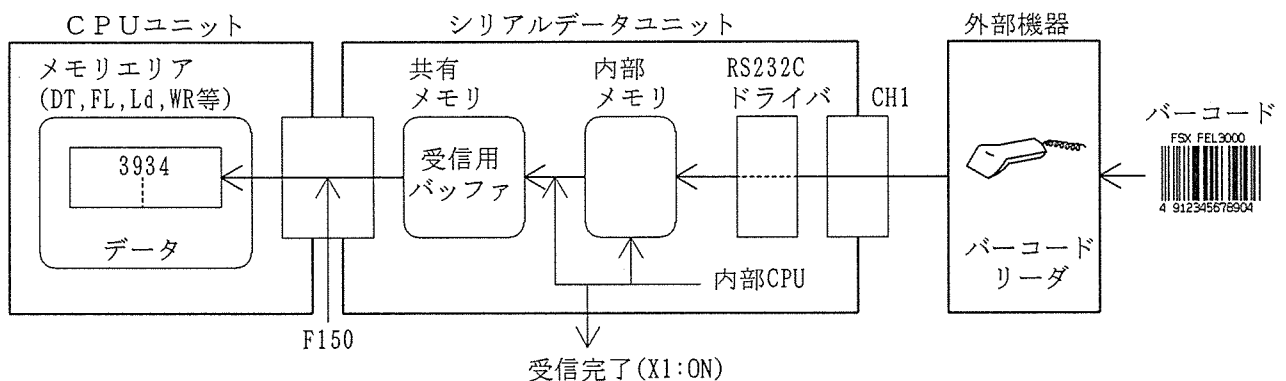 CPUユニット
シリアルデータユニット
外部機器
メモリエリア
(DT,FL,Ld,WR等)
3934
データ
共有
メモリ
受信用
バッファ
内部
メモリ
RS232C
ドライバ
CH1
バーコード
FSX FEL3000
4 912345678904
バーコード
リーダ
内部CPU
F150
受信完了(X1:ON)